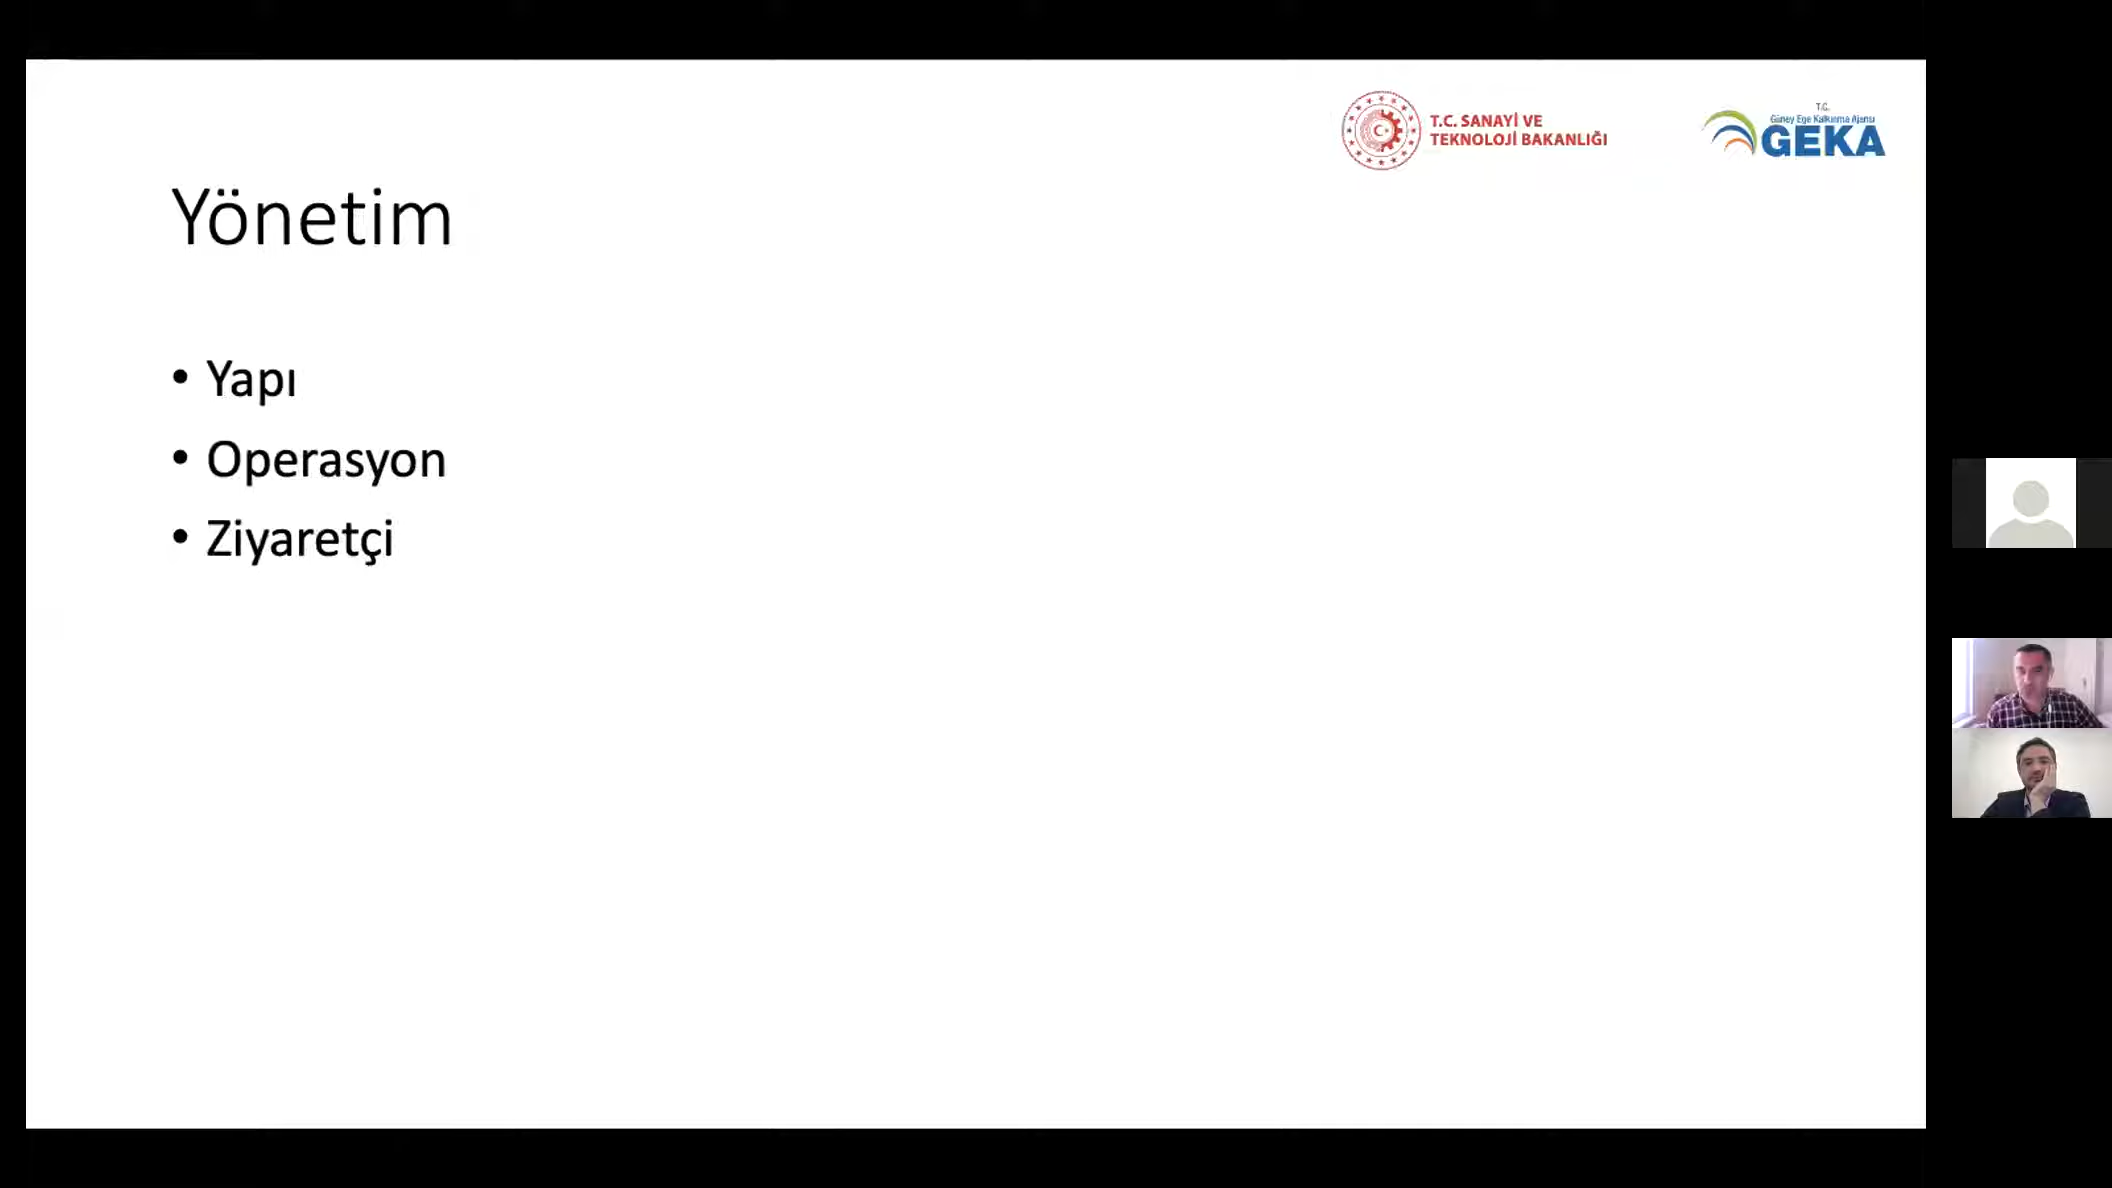 T.C. SANAYİ VE
TEKNOLOJİ BAKANLIĞI
T.C.
Güney Ege Kalkınma Ajansı
GEKA
Yönetim
• Yapı
• Operasyon
• Ziyaretçi